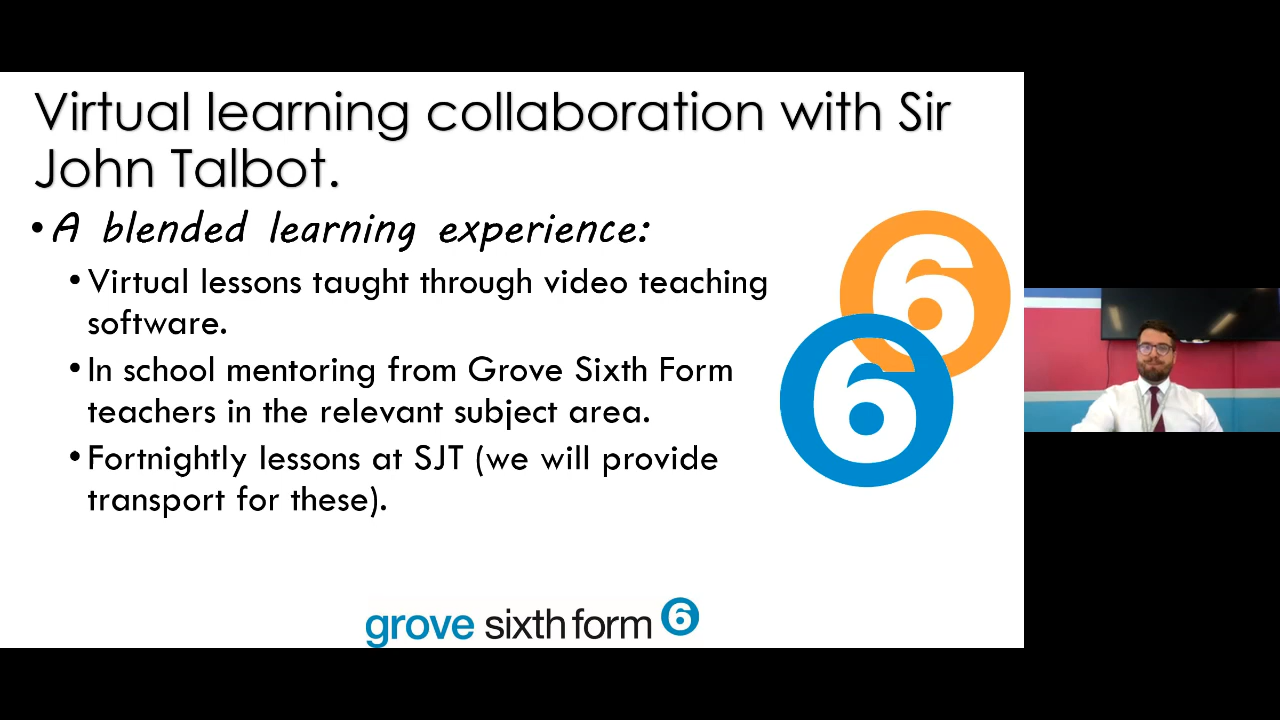 Virtual learning collaboration with Sir
John Talbot.
• A blended learning experience:
• Virtual lessons taught through video teaching
software.
• In school mentoring from Grove Sixth Form
teachers in the relevant subject area.
• Fortnightly lessons at SJT (we will provide
transport for these).
6
6
grove sixth form 6